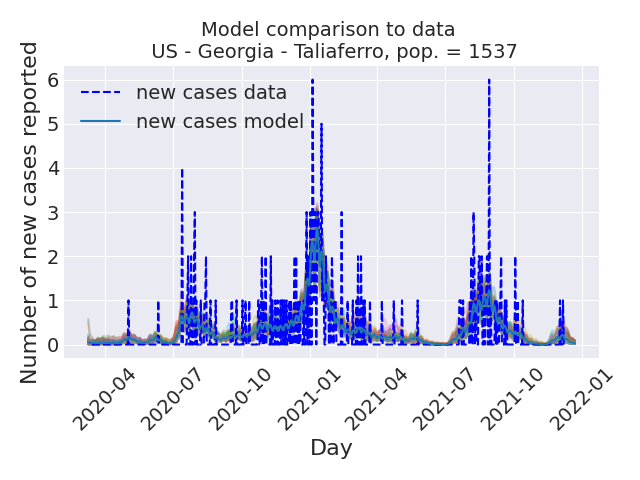 Model comparison to data
US - Georgia - Taliaferro, pop. = 1537
Number of new cases reported
6
5
4
3
2
1
0
new cases data
new cases model
2020-04
2020-07
2020-10
2021-01
2021-04
2021-07
2021-10
2022-01
Day